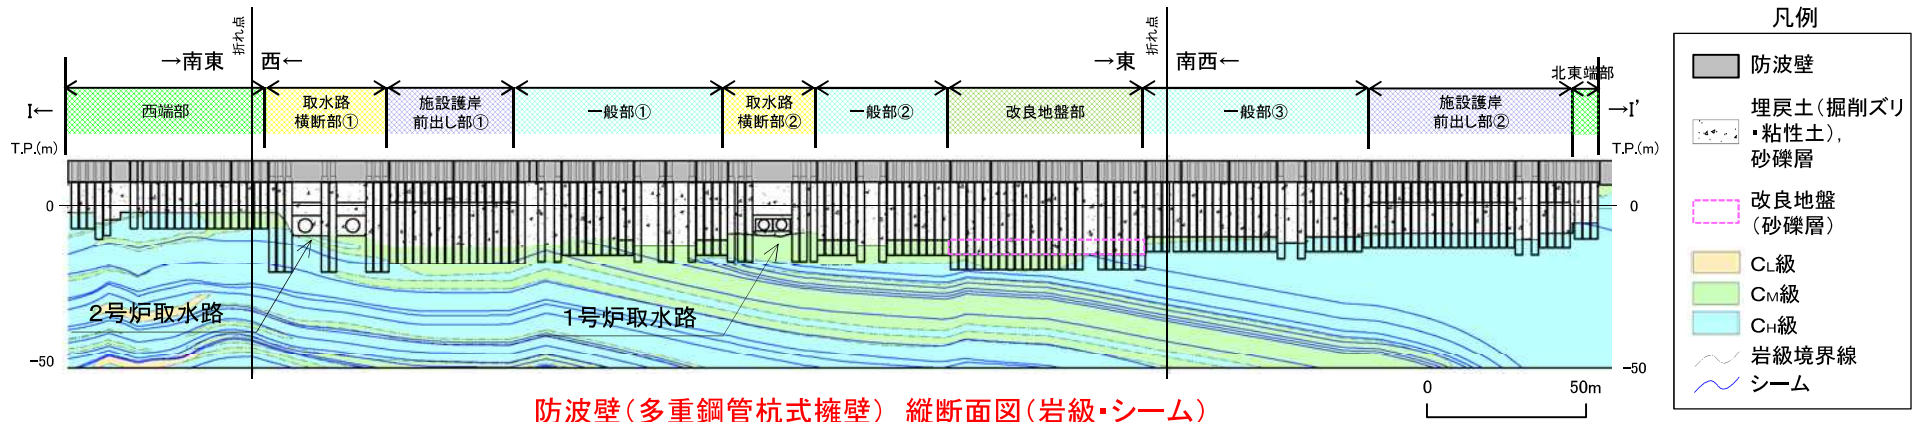 凡例
折れ点
折れ点
→南東
西←
→東
南西←
北東端部
I←
西端部
取水路
横断部①
施設護岸
前出し部①
一般部①
取水路
横断部②
一般部②
改良地盤部
一般部③
施設護岸
前出し部②
→I'
T.P.(m)
T.P.(m)
0
0
2号炉取水路
1号炉取水路
-50
-50
0
50m
防波壁(多重鋼管杭式擁壁) 縦断面図(岩級・シーム)
防波壁
埋戻土(掘削ズリ
・粘性土),
砂礫層
改良地盤
(砂礫層)
CL級
CM級
CH級
岩級境界線
シーム